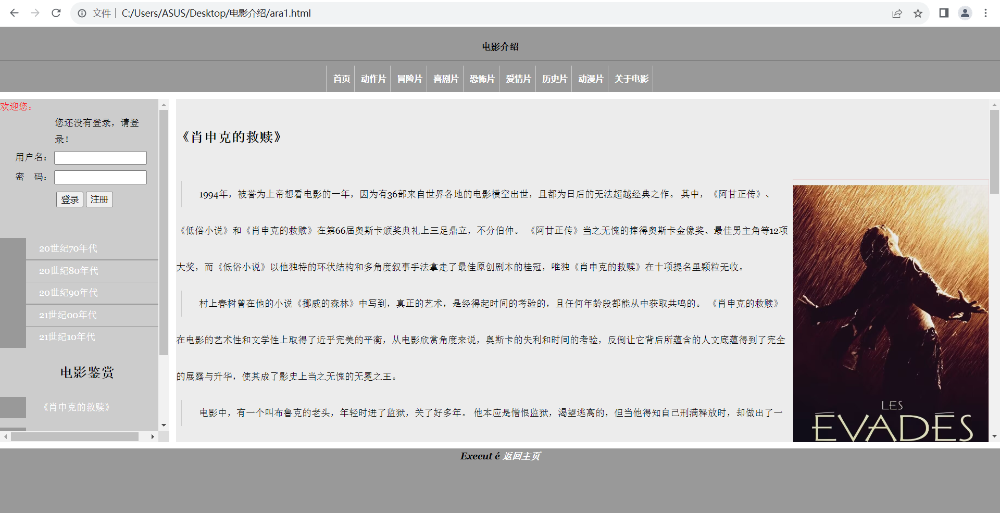 文件 | C:/Users/ASUS/Desktop/电影介绍/ara1.html
电影介绍
首页 动作片 冒险片 喜剧片 恐怖片 爱情片 历史片 动漫片 关于电影
欢迎您：
您还没有登录，请登
录！
用户名：
密 码：
登录 注册
20世纪70年代
20世纪80年代
20世纪90年代
21世纪00年代
21世纪10年代
电影鉴赏
《肖申克的救赎》
《肖申克的救赎》
1994年，被誉为上帝想看电影的一年，因为有36部来自世界各地的电影横空出世，且都为日后的无法超越经典之作。 其中，《阿甘正传》、
《低俗小说》和《肖申克的救赎》在第66届奥斯卡颁奖典礼上三足鼎立，不分伯仲。 《阿甘正传》当之无愧的捧得奥斯卡金像奖、最佳男主角等12项
大奖，而《低俗小说》以他独特的环状结构和多角度叙事手法拿走了最佳原创剧本的桂冠，唯独《肖申克的救赎》在十项提名里颗粒无收。
村上春树曾在他的小说《挪威的森林》中写到，真正的艺术，是经得起时间的考验的，且任何年龄段都能从中获取共鸣的。 《肖申克的救赎》
在电影的艺术性和文学性上取得了近乎完美的平衡，从电影欣赏角度来说，奥斯卡的失利和时间的考验，反倒让它背后所蕴含的人文底蕴得到了完全
的展露与升华，使其成了影史上当之无愧的无冕之王。
电影中，有一个叫布鲁克的老头，年轻时进了监狱，关了好多年。 他本应是憎恨监狱，渴望逃离的，但当他得知自己刑满释放时，却做出了一
LES
ÉVADÉS
Execut é 返回主页